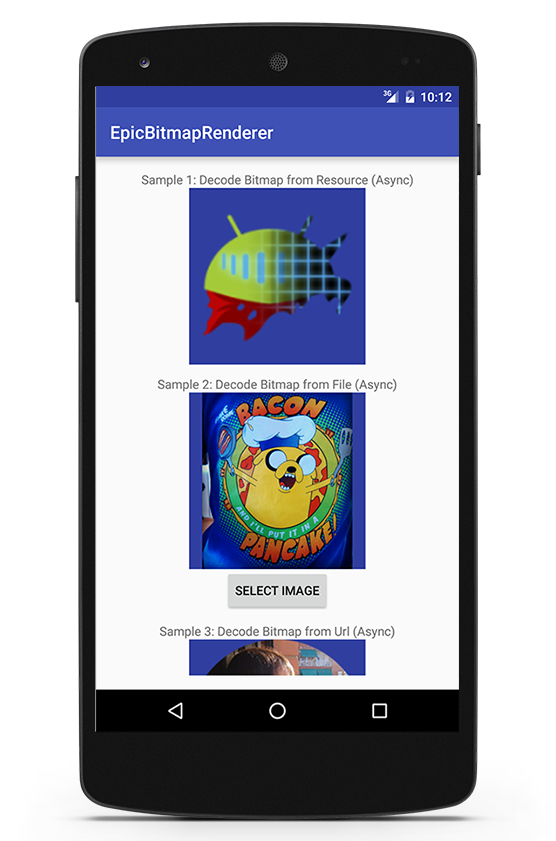 3G 10:12
EpicBitmapRenderer
Sample 1: Decode Bitmap from Resource (Async)
Sample 2: Decode Bitmap from File (Async)
BACON
AND I'LL PUT IT IN A
PANCAKE!
SELECT IMAGE
Sample 3: Decode Bitmap from Url (Async)